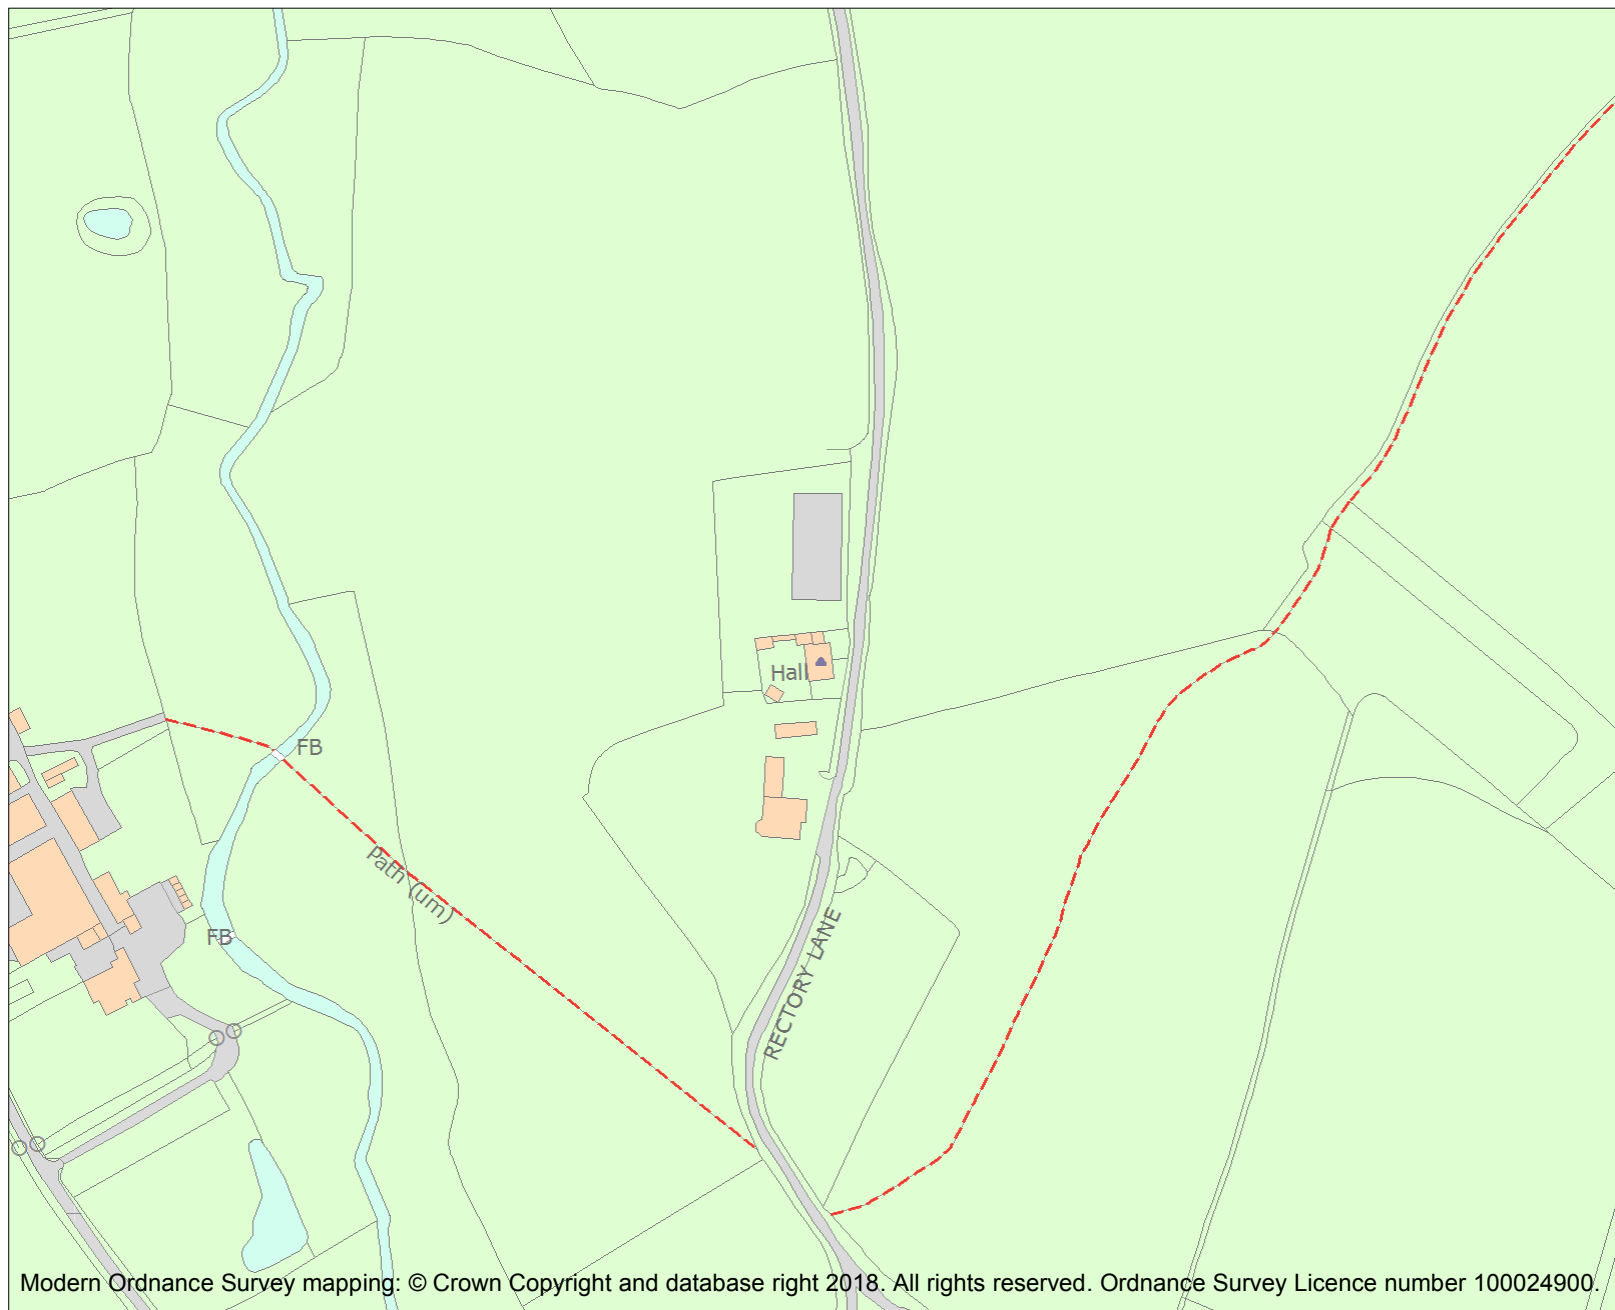 Hall
FB
Path (um)
FB
RECTORY LANE
Modern Ordnance Survey mapping: © Crown Copyright and database right 2018. All rights reserved. Ordnance Survey Licence number 100024900.